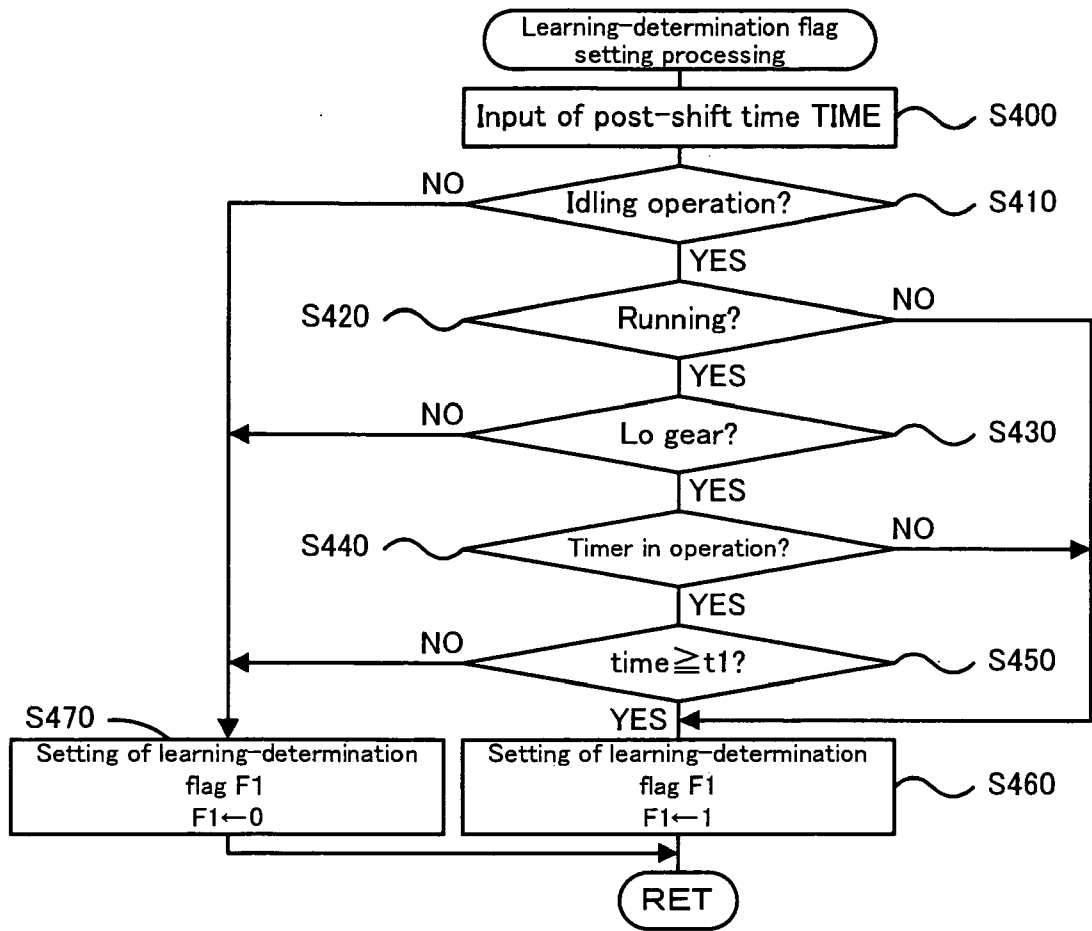 Learning-determination flag
setting processing
Input of post-shift time TIME
S400
NO
Idling operation?
S410
YES
S420
Running?
NO
YES
NO
Lo gear?
S430
YES
S440
Timer in operation?
NO
YES
NO
time≧t1?
S450
S470
YES
Setting of learning-determination
flag F1
F1←0
Setting of learning-determination
flag F1
F1←1
S460
RET